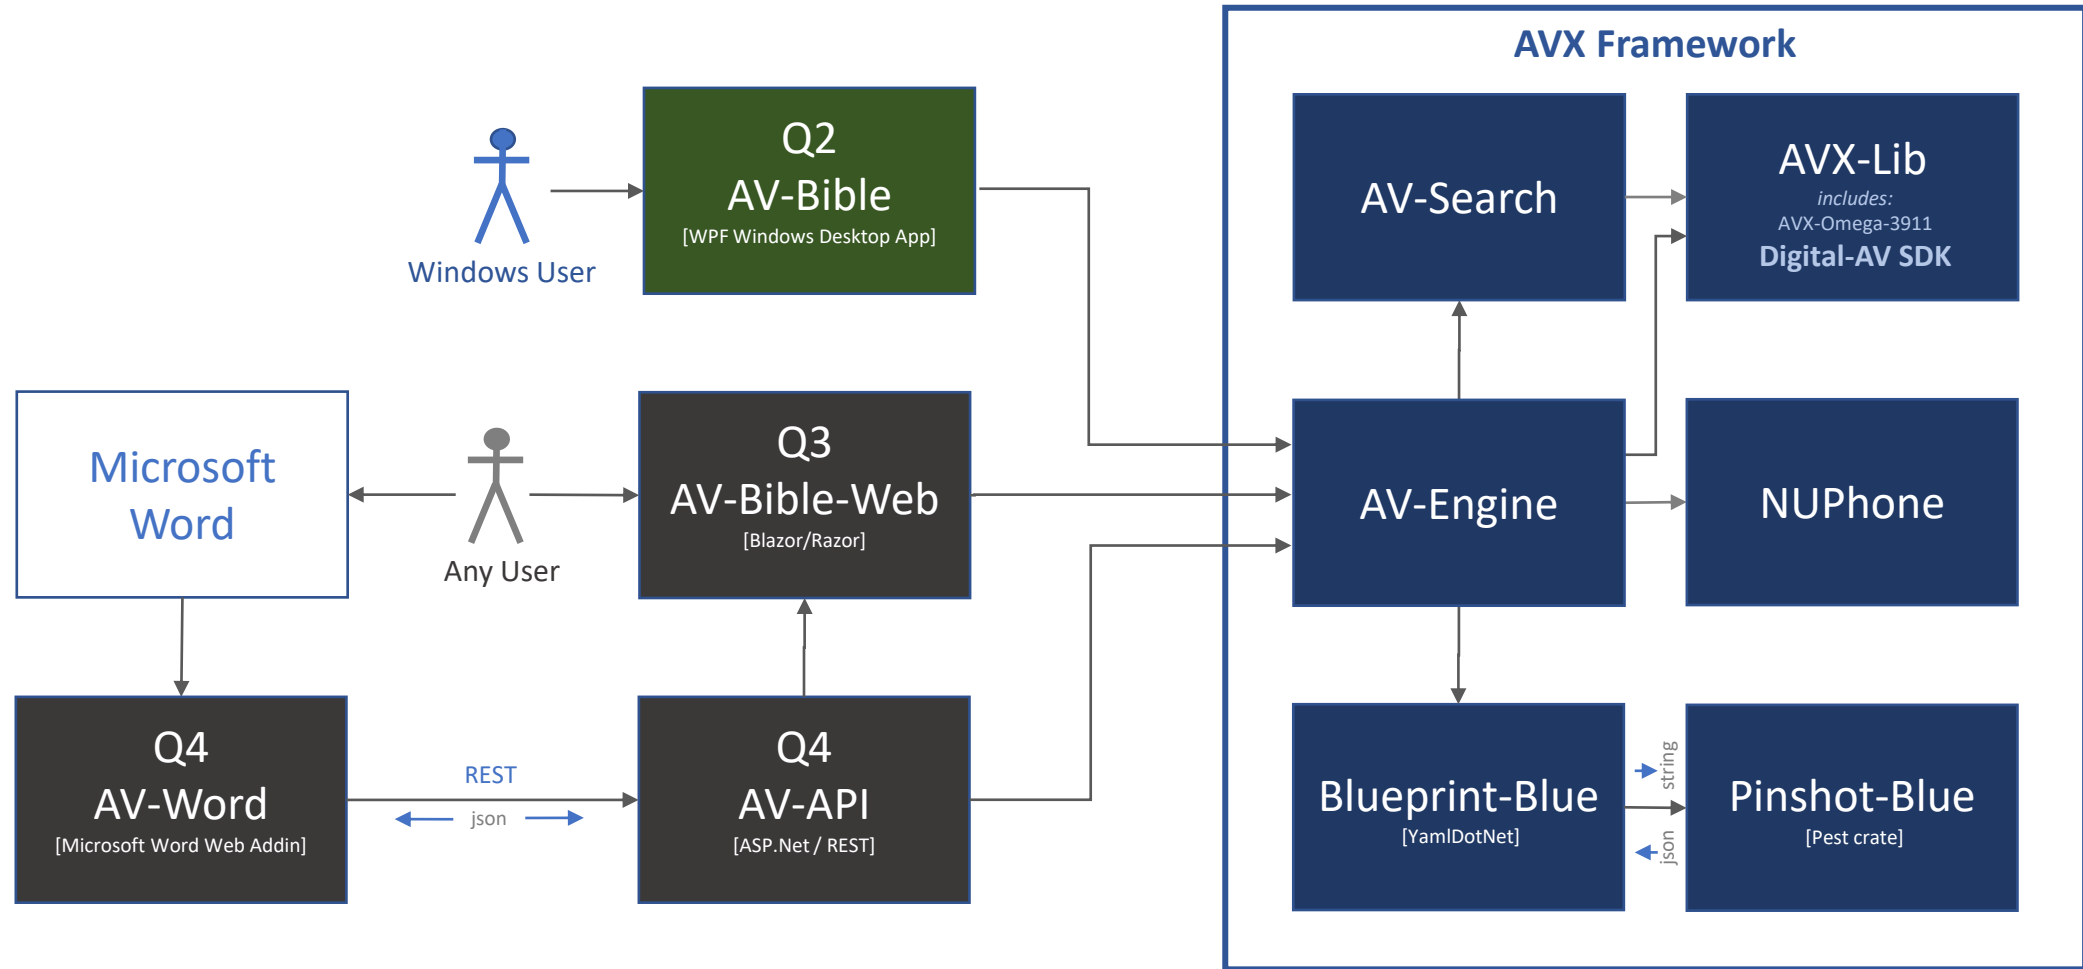 AVX Framework
Q2
AV-Bible
[WPF Windows Desktop App]
Windows User
AV-Search
AVX-Lib
includes:
AVX-Omega-3911
Digital-AV SDK
Microsoft
Word
Any User
Q3
AV-Bible-Web
[Blazor/Razor]
AV-Engine
NUPhone
Q4
AV-Word
[Microsoft Word Web Addin]
REST
json
Q4
AV-API
[ASP.Net / REST]
Blueprint-Blue
[YamlDotNet]
string
json
Pinshot-Blue
[Pest crate]